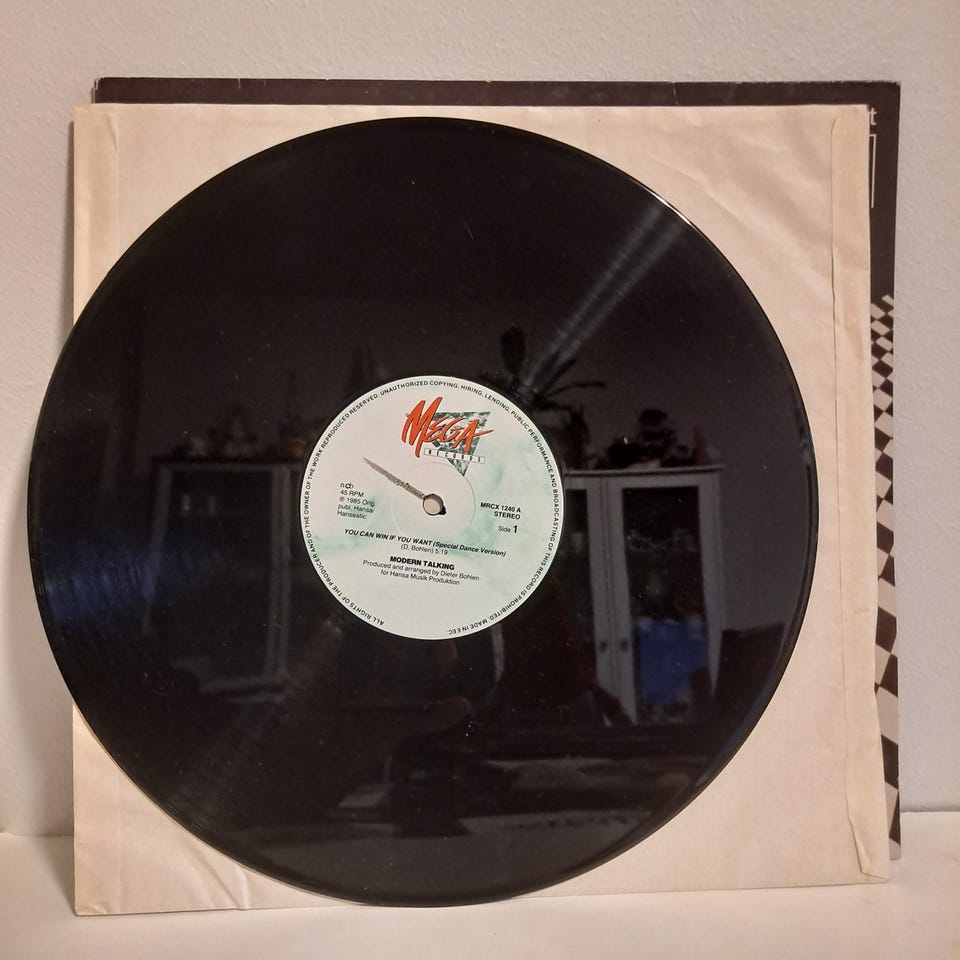 t
ALL RIGHTS OF THE PRODUCER AND OF THE OWNER OF THE WORK REPRODUCED RESERVED. UNAUTHORIZED COPYING, HIRING, LENDING, PUBLIC PERFORMANCE AND BROADCASTING OF THIS RECORD IS PROHIBITED. MADE IN EEC.
MEGA
RECORDS
ncb
45 RPM
℗ 1985 Orig.
publ. Hansa/
Hanseatic
MRCX 1240 A
STEREO
Side 1
YOU CAN WIN IF YOU WANT (Special Dance Version)
(D. Bohlen) 5:19
MODERN TALKING
Produced and arranged by Dieter Bohlen
for Hansa Musik Produktion